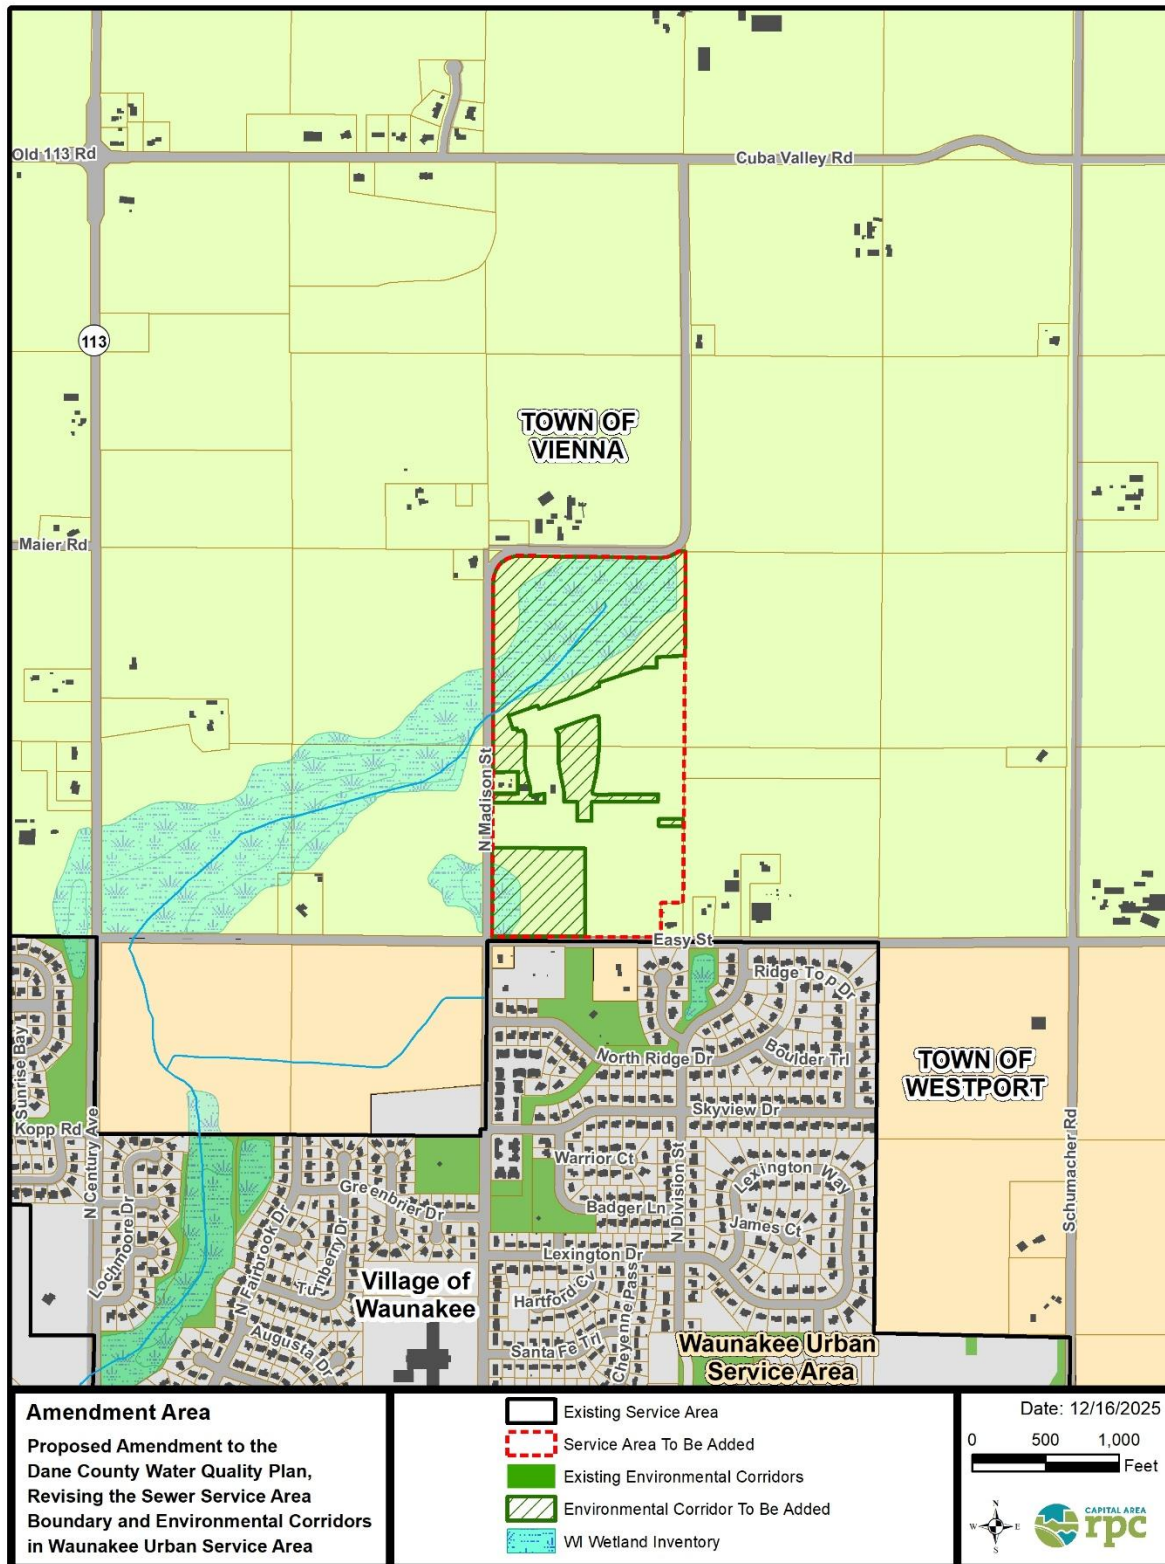 Old 113 Rd
Cuba Valley Rd
113
TOWN OF
VIENNA
Maier Rd
N Madison St
Easy St
Ridge Top Dr
Sunrise Bay
North Ridge Dr
Boulder Trl
TOWN OF
WESTPORT
Kopp Rd
N Century Ave
Skyview Dr
Schumacher Rd
Warrior Ct
N Division St
Lexington Way
Greenbrier Dr
Badger Ln
James Ct
Lochmoore Dr
N Fairbrook Dr
Turnberry Dr
Lexington Dr
Village of
Waunakee
Hartford Cv
Cheyenne Pass
Augusta Dr
Santa Fe Trl
Waunakee Urban
Service Area
Amendment Area
Proposed Amendment to the
Dane County Water Quality Plan,
Revising the Sewer Service Area
Boundary and Environmental Corridors
in Waunakee Urban Service Area
Existing Service Area
Service Area To Be Added
Existing Environmental Corridors
Environmental Corridor To Be Added
WI Wetland Inventory
Date: 12/16/2025
0 500 1,000
Feet
N
W E
S
CAPITAL AREA
rpc